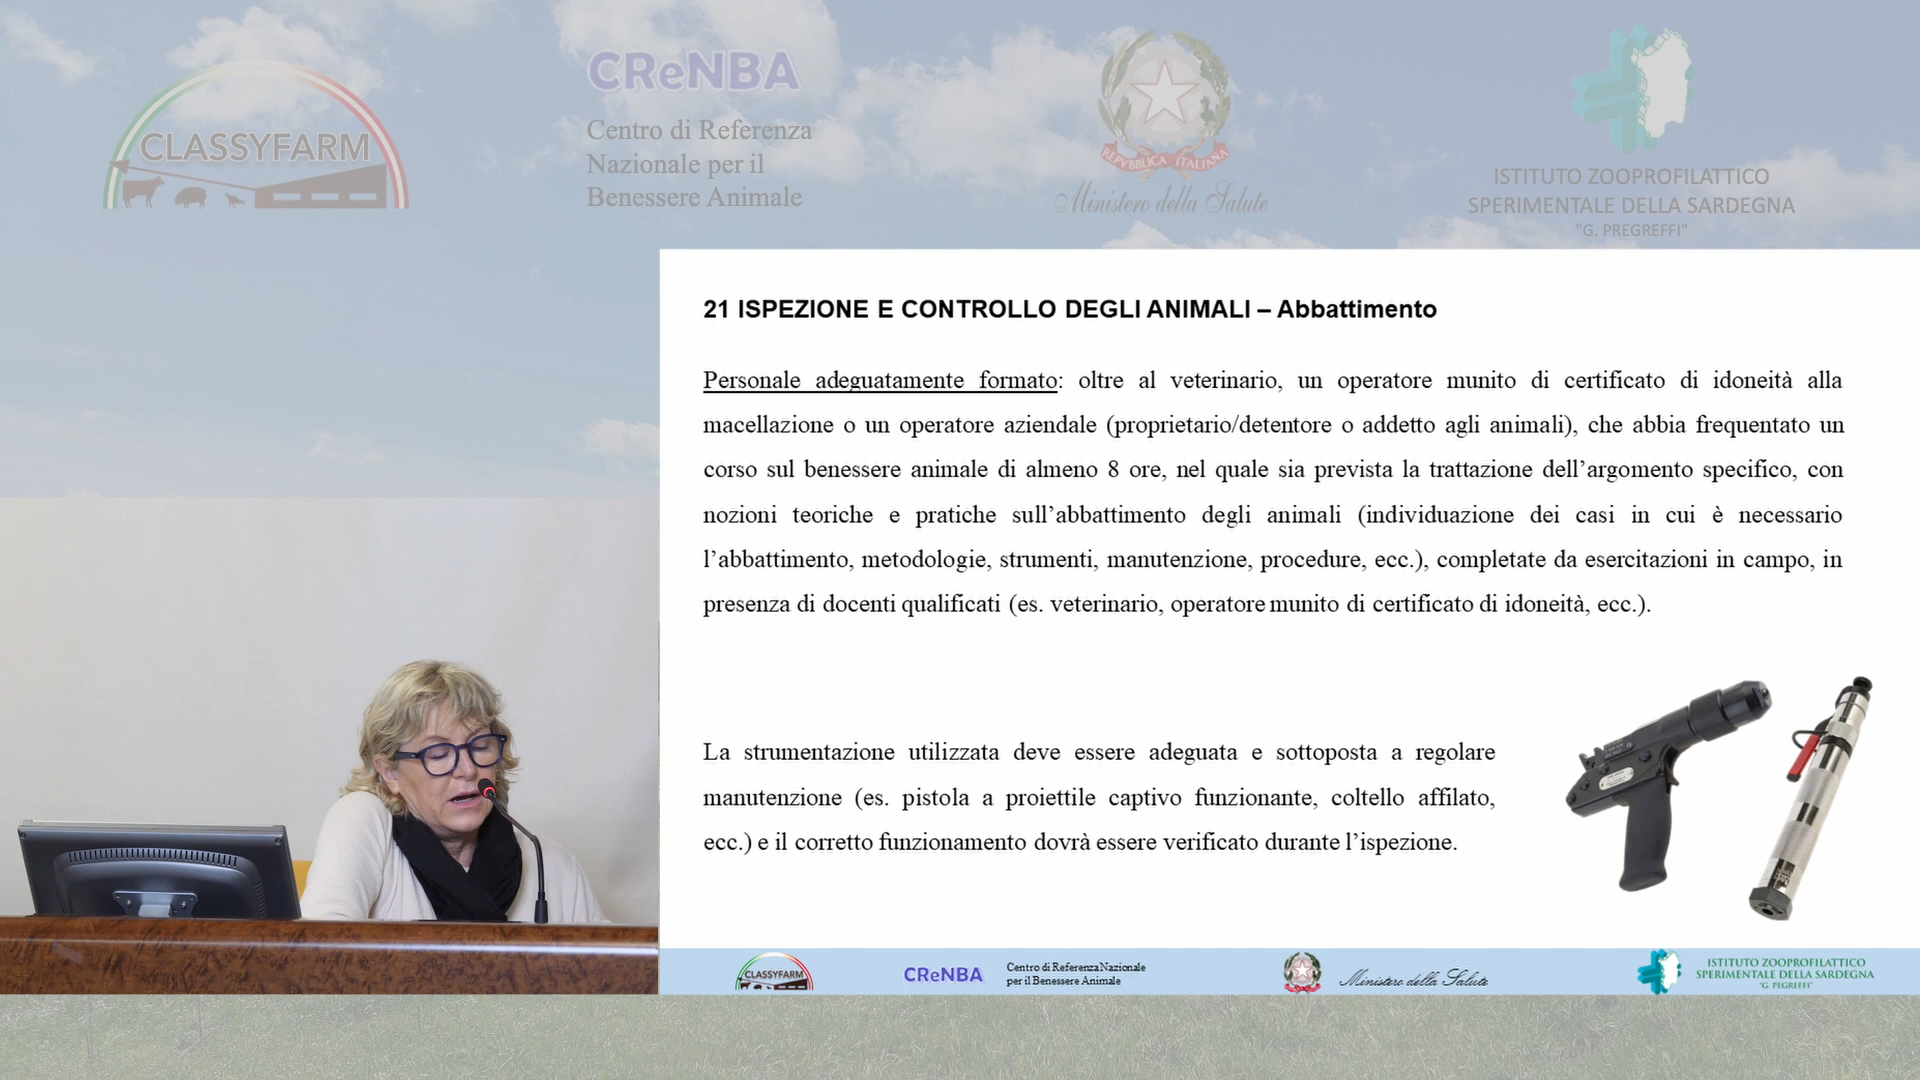 CLASSYFARM
CReNBA
Centro di Referenza
Nazionale per il
Benessere Animale
REPVBBLICA ITALIANA
Ministero della Salute
ISTITUTO ZOOPROFILATTICO
SPERIMENTALE DELLA SARDEGNA
"G. PREGREFFI"
21 ISPEZIONE E CONTROLLO DEGLI ANIMALI – Abbattimento
Personale adeguatamente formato: oltre al veterinario, un operatore munito di certificato di idoneità alla
macellazione o un operatore aziendale (proprietario/detentore o addetto agli animali), che abbia frequentato un
corso sul benessere animale di almeno 8 ore, nel quale sia prevista la trattazione dell’argomento specifico, con
nozioni teoriche e pratiche sull’abbattimento degli animali (individuazione dei casi in cui è necessario
l’abbattimento, metodologie, strumenti, manutenzione, procedure, ecc.), completate da esercitazioni in campo, in
presenza di docenti qualificati (es. veterinario, operatore munito di certificato di idoneità, ecc.).
La strumentazione utilizzata deve essere adeguata e sottoposta a regolare
manutenzione (es. pistola a proiettile captivo funzionante, coltello affilato,
ecc.) e il corretto funzionamento dovrà essere verificato durante l’ispezione.
CLASSYFARM
CReNBA
Centro di Referenza Nazionale
per il Benessere Animale
Ministero della Salute
ISTITUTO ZOOPROFILATTICO
SPERIMENTALE DELLA SARDEGNA
"G. PEGREFFI"